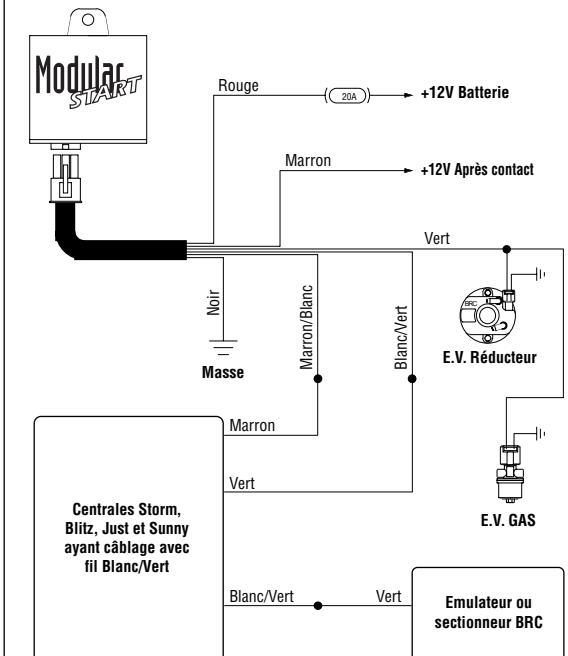 Modular
START
Rouge
20A
+12V Batterie
Marron
+12V Après contact
Vert
Noir
Marron/Blanc
Blanc/Vert
BRC
E.V. Réducteur
Masse
Marron
Vert
E.V. GAS
Centrales Storm,
Blitz, Just et Sunny
ayant câblage avec
fil Blanc/Vert
Blanc/Vert
Vert
Emulateur ou
sectionneur BRC